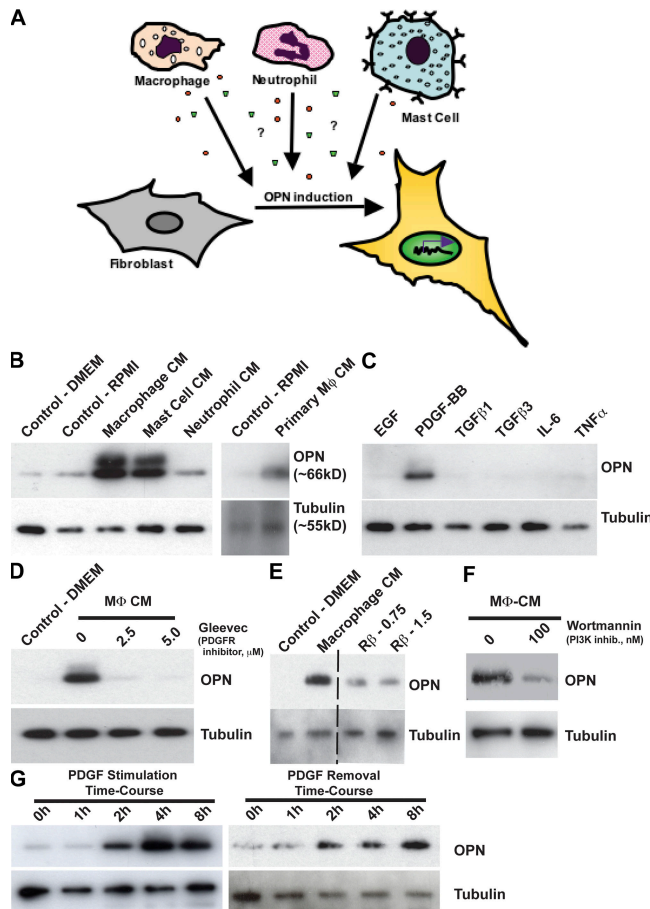 A
Macrophage
Neutrophil
Mast Cell
?
?
OPN induction
Fibroblast
B
Control - DMEM
Control - RPMI
Macrophage CM
Mast Cell CM
Neutrophil CM
Control - RPMI
Primary MΦ CM
OPN
(~66kD)
Tubulin
(~55kD)
C
EGF
PDGF-BB
TGFβ1
TGFβ3
IL-6
TNFα
OPN
Tubulin
D
Control - DMEM
MΦ CM
0
2.5
5.0
Gleevec
(PDGFR
inhibitor, μM)
OPN
Tubulin
E
Control - DMEM
Macrophage CM
Rβ - 0.75
Rβ - 1.5
OPN
Tubulin
F
MΦ-CM
0
100
Wortmannin
(PI3K inhib., nM)
OPN
Tubulin
G
PDGF Stimulation
Time-Course
0h 1h 2h 4h 8h
PDGF Removal
Time-Course
0h 1h 2h 4h 8h
OPN
Tubulin